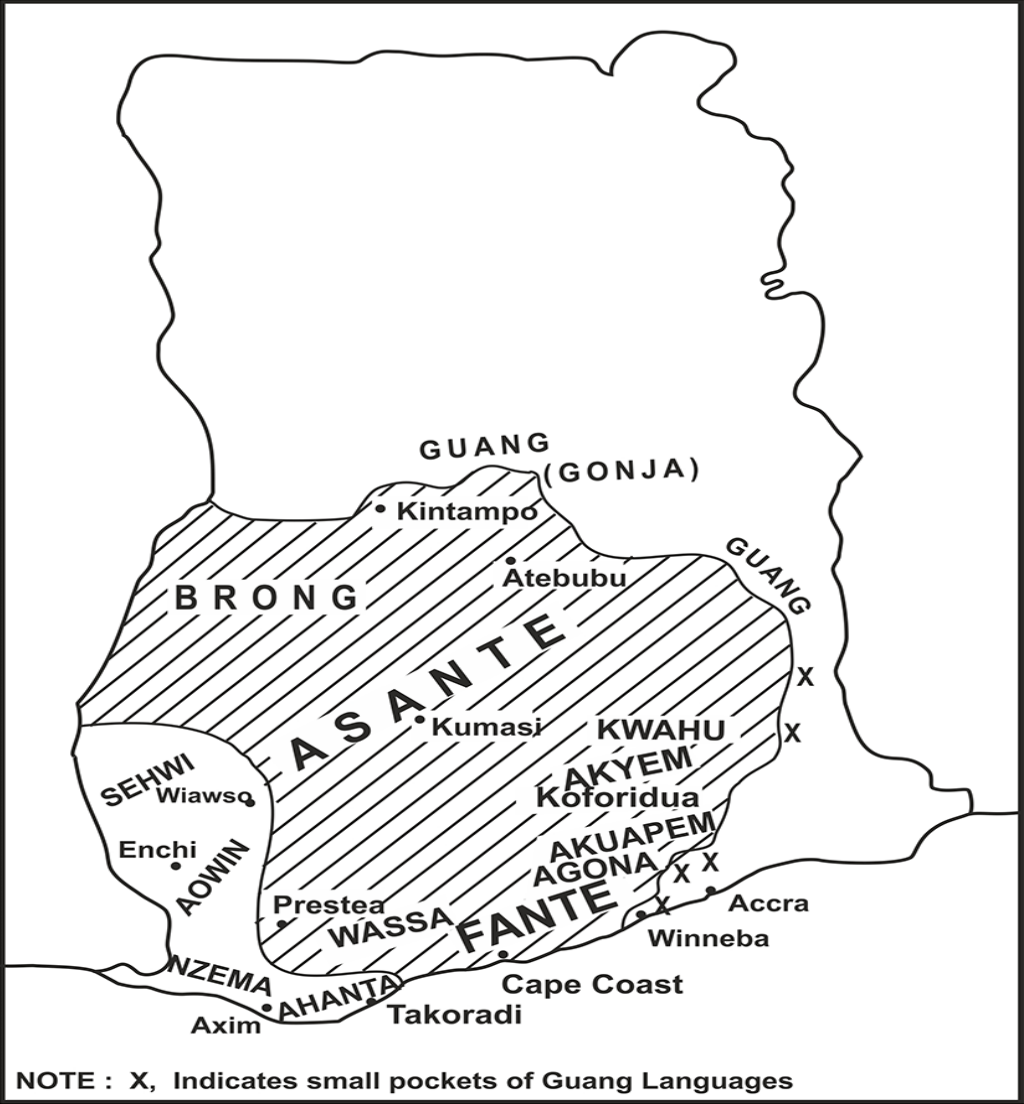 GUANG
(GONJA)
Kintampo
GUANG
Atebubu
BRONG
ASANTE
X
Kumasi
KWAHU
X
AKYEM
SEHWI
Wiawso
Koforidua
AKUAPEM
Enchi
AOWIN
AGONA
X
X
Prestea
FANTE
X
Accra
WASSA
Winneba
NZEMA
AHANTA
Cape Coast
Axim
Takoradi
NOTE : X, Indicates small pockets of Guang Languages